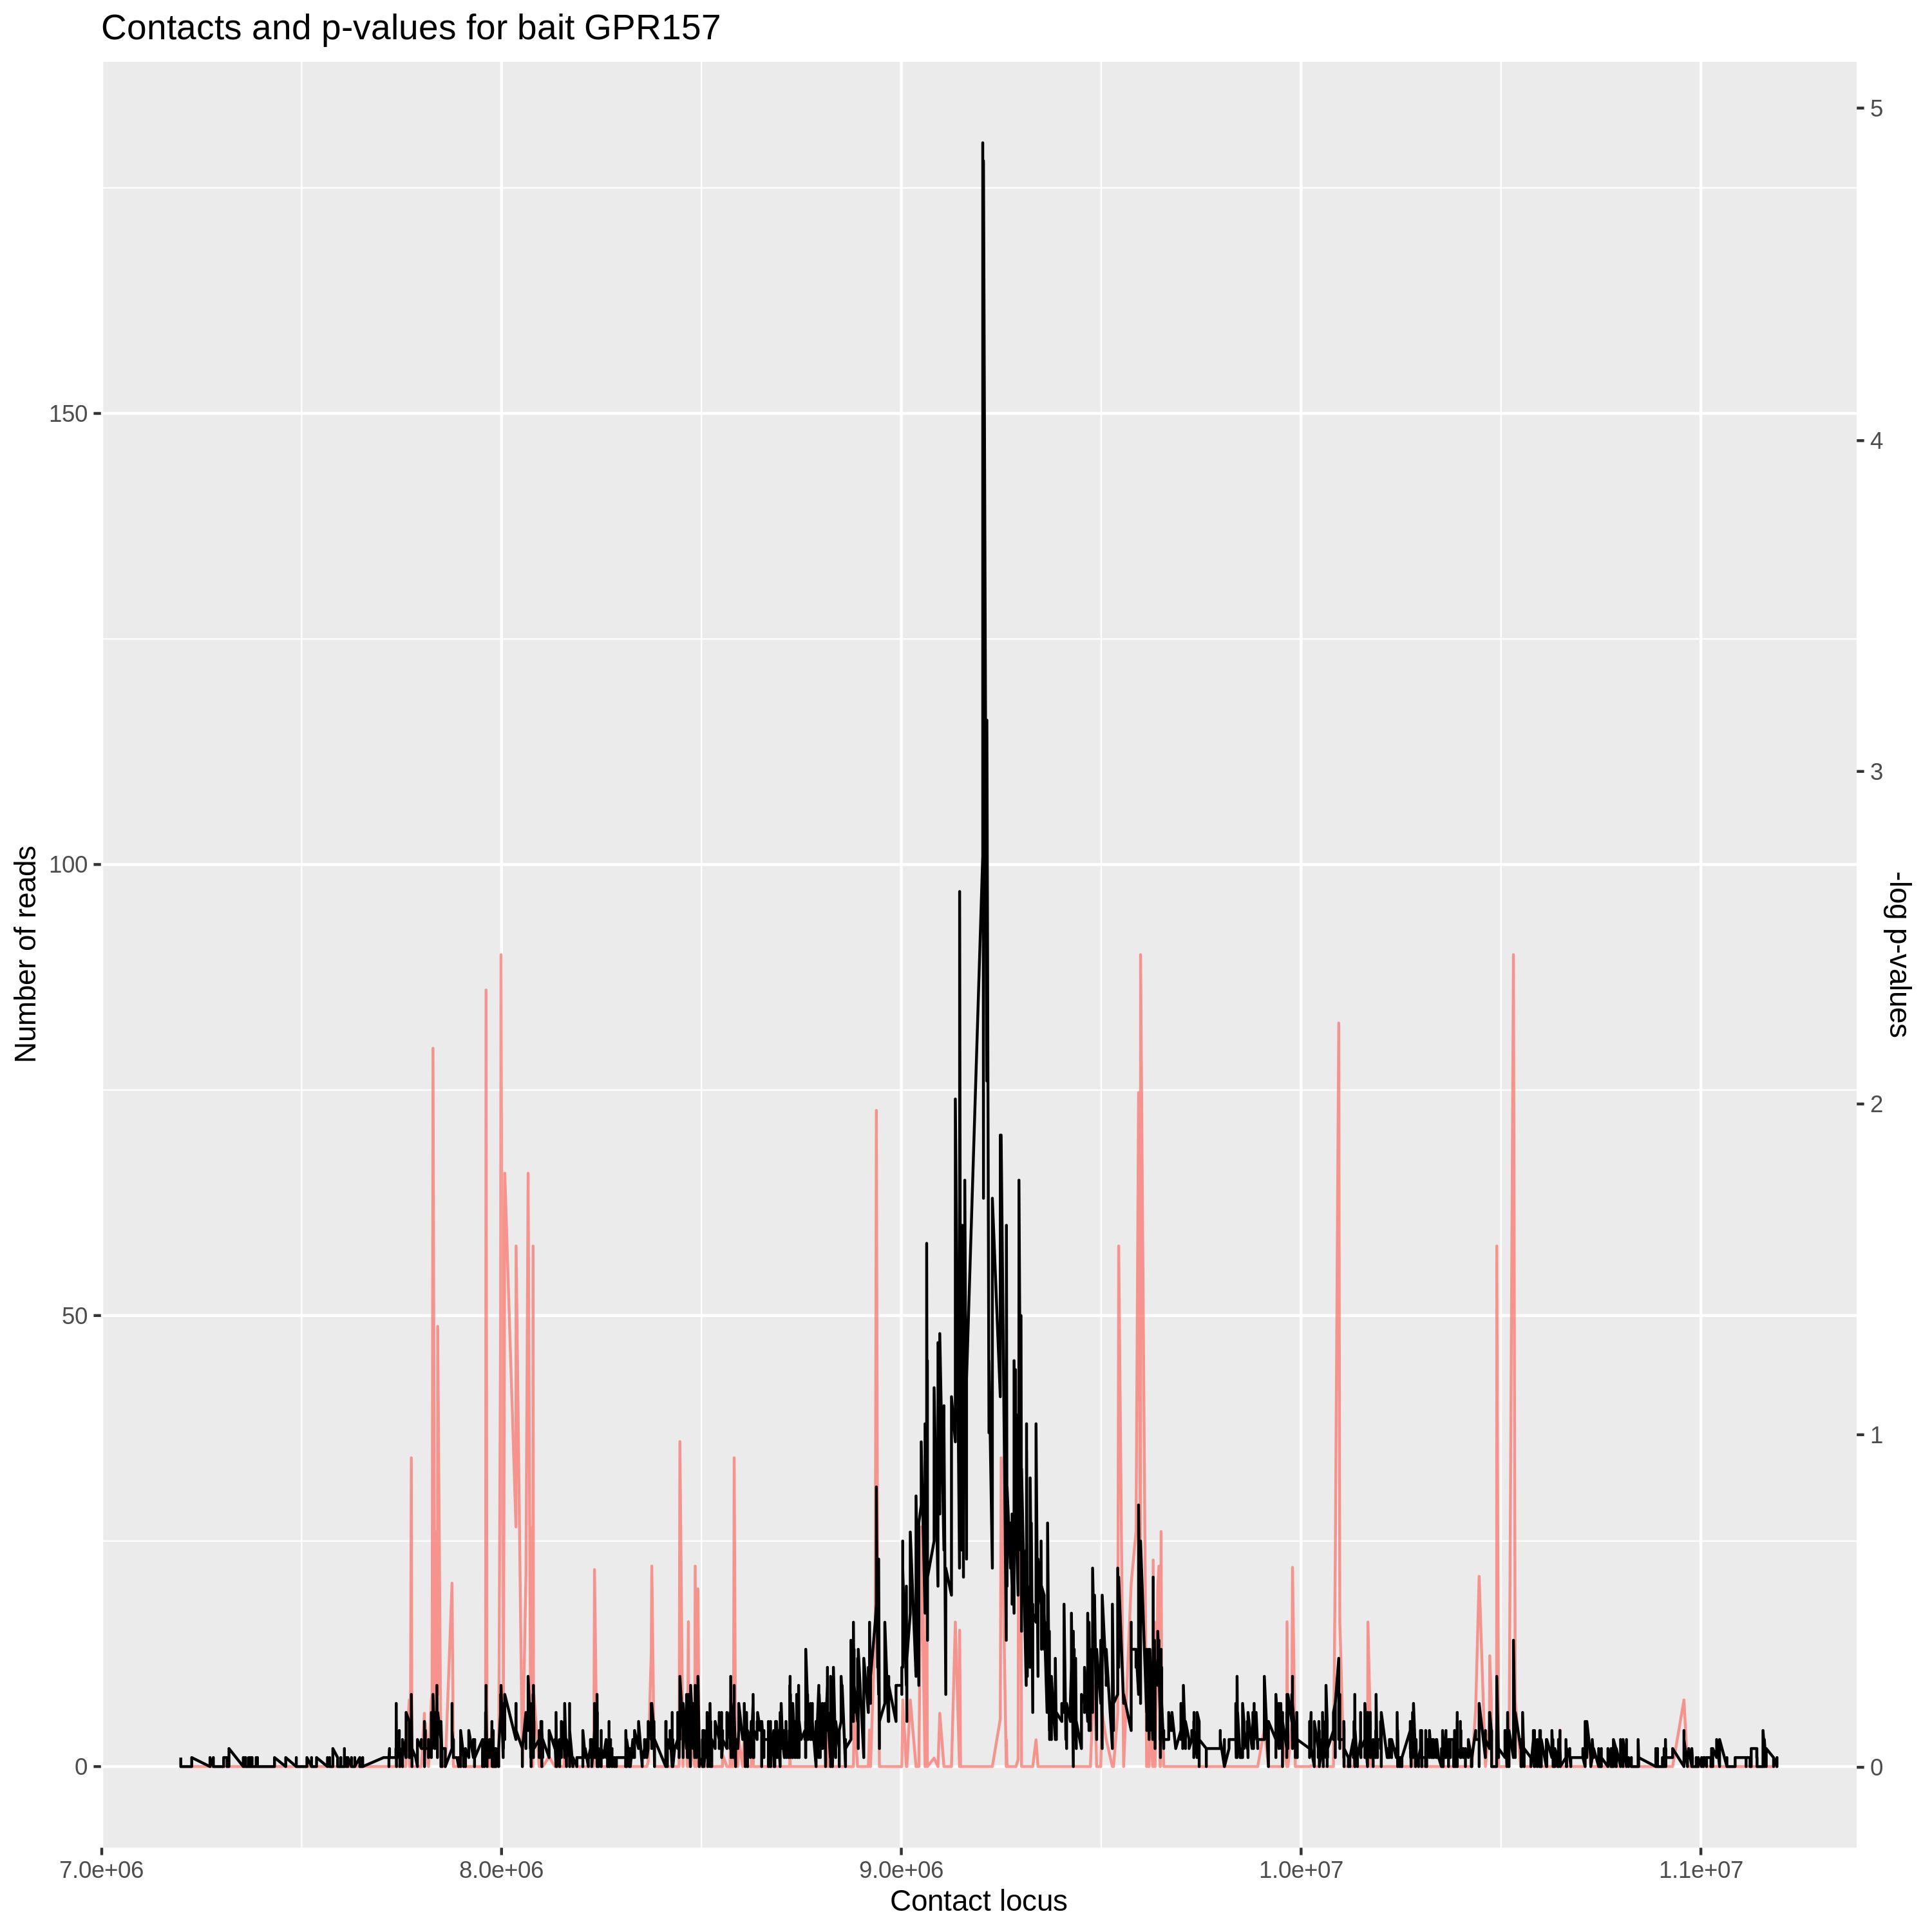 Contacts and p-values for bait GPR157
Number of reads
150
100
50
0
5
4
3
2
1
0
-log p-values
7.0e+06
8.0e+06
9.0e+06
1.0e+07
1.1e+07
Contact locus